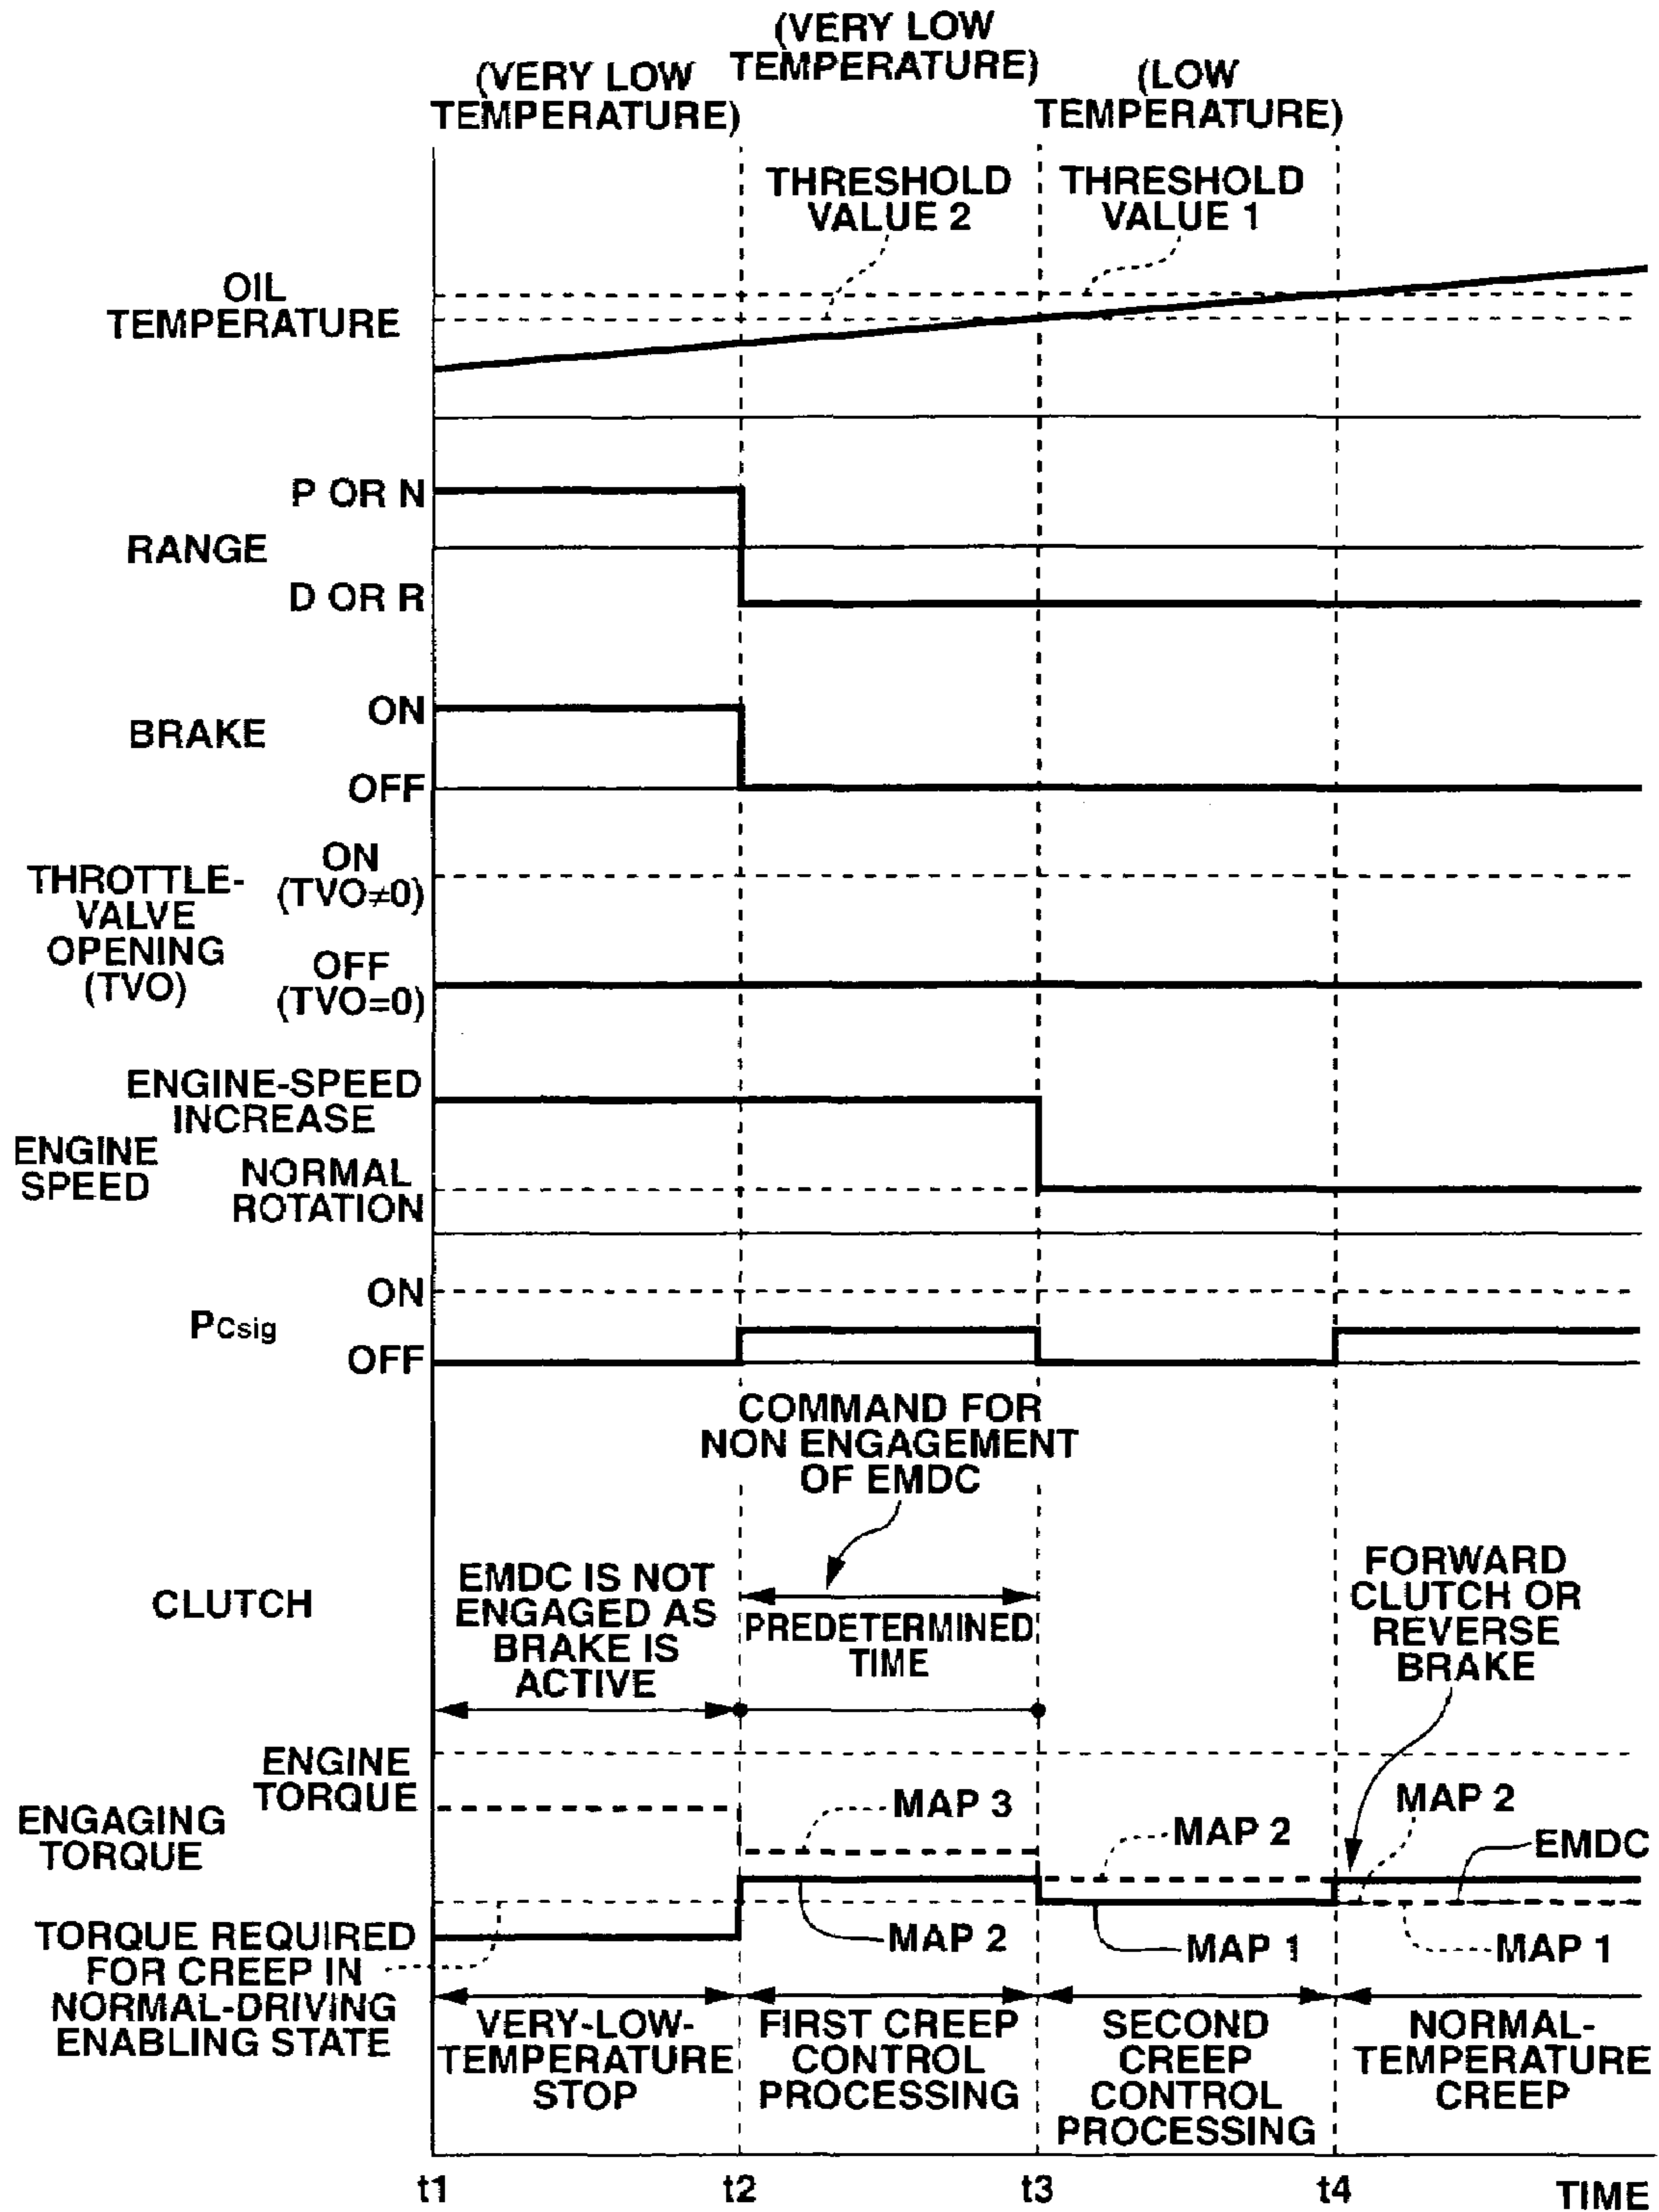 (VERY LOW
TEMPERATURE)
(VERY LOW
TEMPERATURE)
(LOW
TEMPERATURE)
THRESHOLD
VALUE 2
THRESHOLD
VALUE 1
OIL
TEMPERATURE
P OR N
RANGE
D OR R
ON
BRAKE
OFF
THROTTLE-
VALVE
OPENING
(TVO)
ON
(TVO≠0)
OFF
(TVO=0)
ENGINE-SPEED
INCREASE
ENGINE
SPEED
NORMAL
ROTATION
ON
PCsig
OFF
COMMAND FOR
NON ENGAGEMENT
OF EMDC
CLUTCH
EMDC IS NOT
ENGAGED AS
BRAKE IS
ACTIVE
PREDETERMINED
TIME
FORWARD
CLUTCH OR
REVERSE
BRAKE
ENGINE
TORQUE
ENGAGING
TORQUE
MAP 3
MAP 2
MAP 2
EMDC
MAP 2
MAP 1
MAP 1
TORQUE REQUIRED
FOR CREEP IN
NORMAL-DRIVING
ENABLING STATE
VERY-LOW-
TEMPERATURE
STOP
FIRST CREEP
CONTROL
PROCESSING
SECOND
CREEP
CONTROL
PROCESSING
NORMAL-
TEMPERATURE
CREEP
t1
t2
t3
t4
TIME